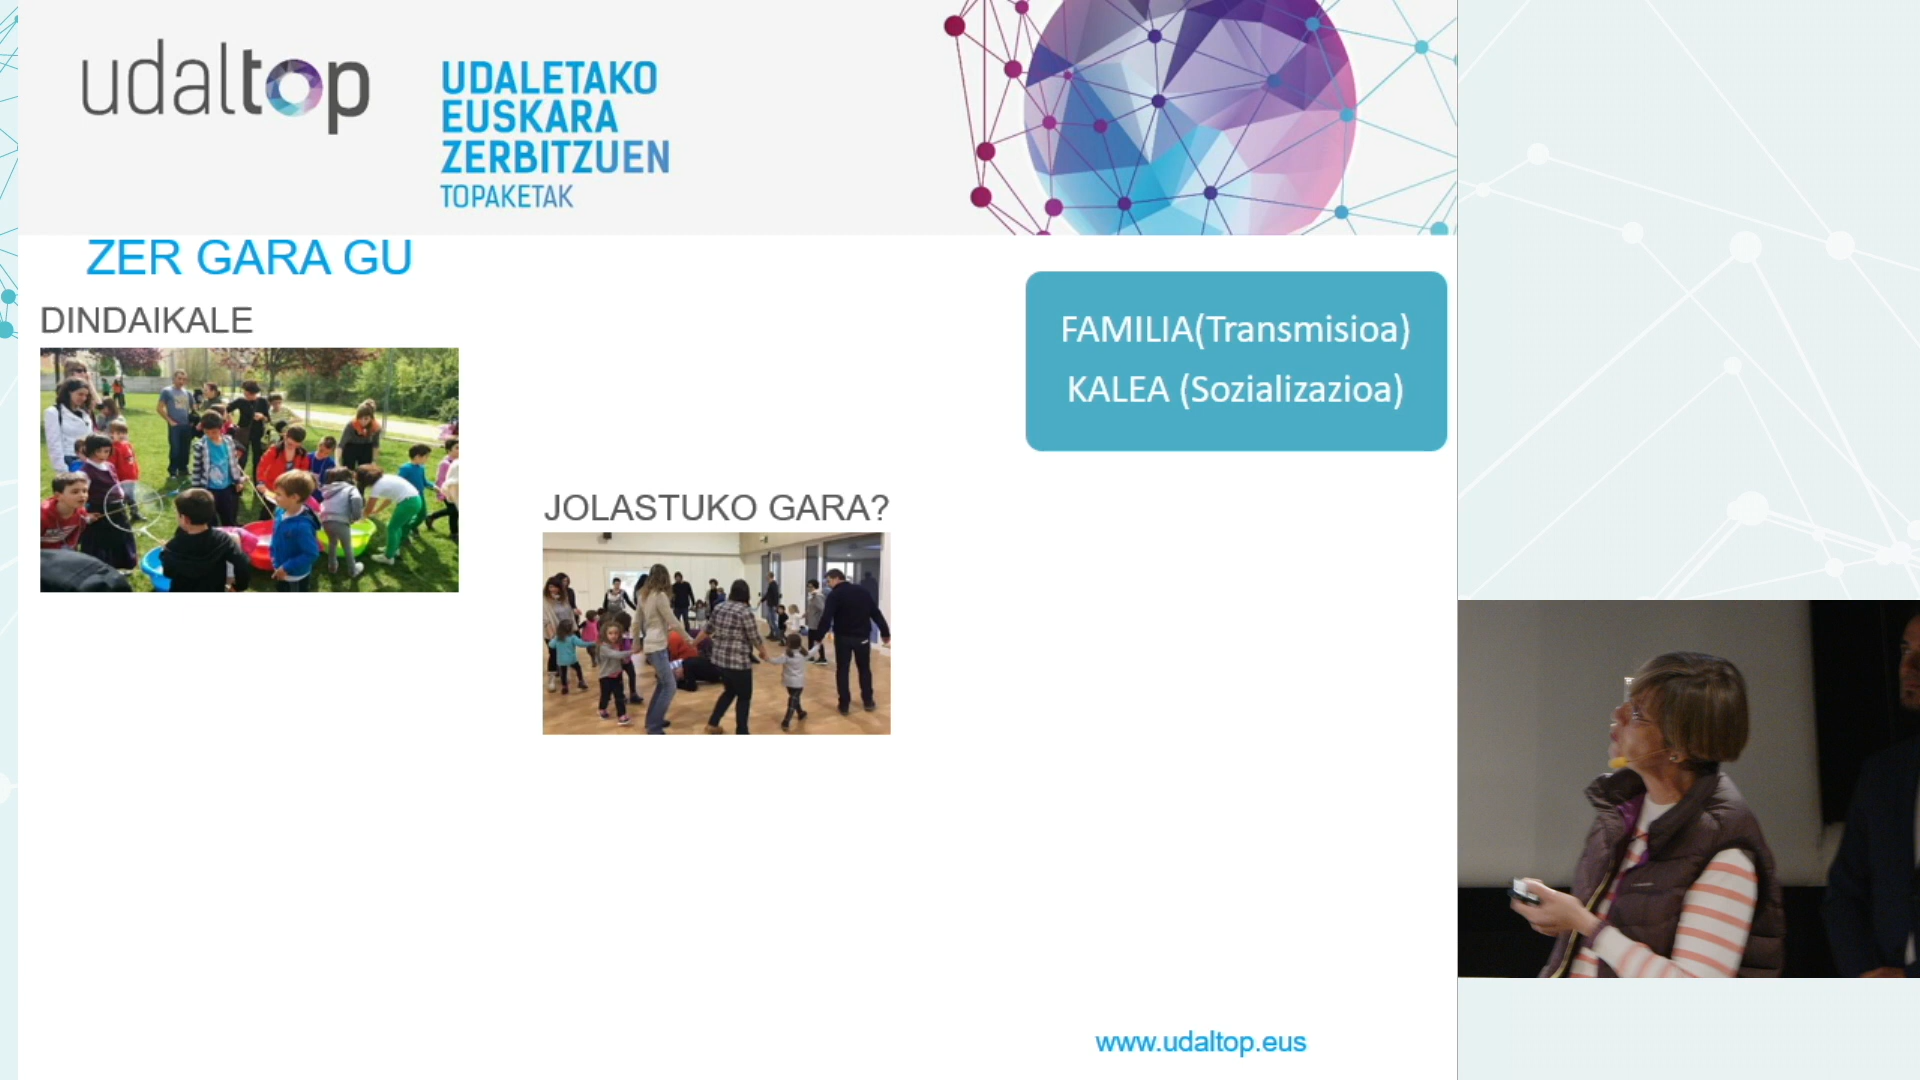 udaltop
UDALETAKO
EUSKARA
ZERBITZUEN
TOPAKETAK
ZER GARA GU
DINDAIKALE
FAMILIA(Transmisioa)
KALEA (Sozializazioa)
JOLASTUKO GARA?
www.udaltop.eus